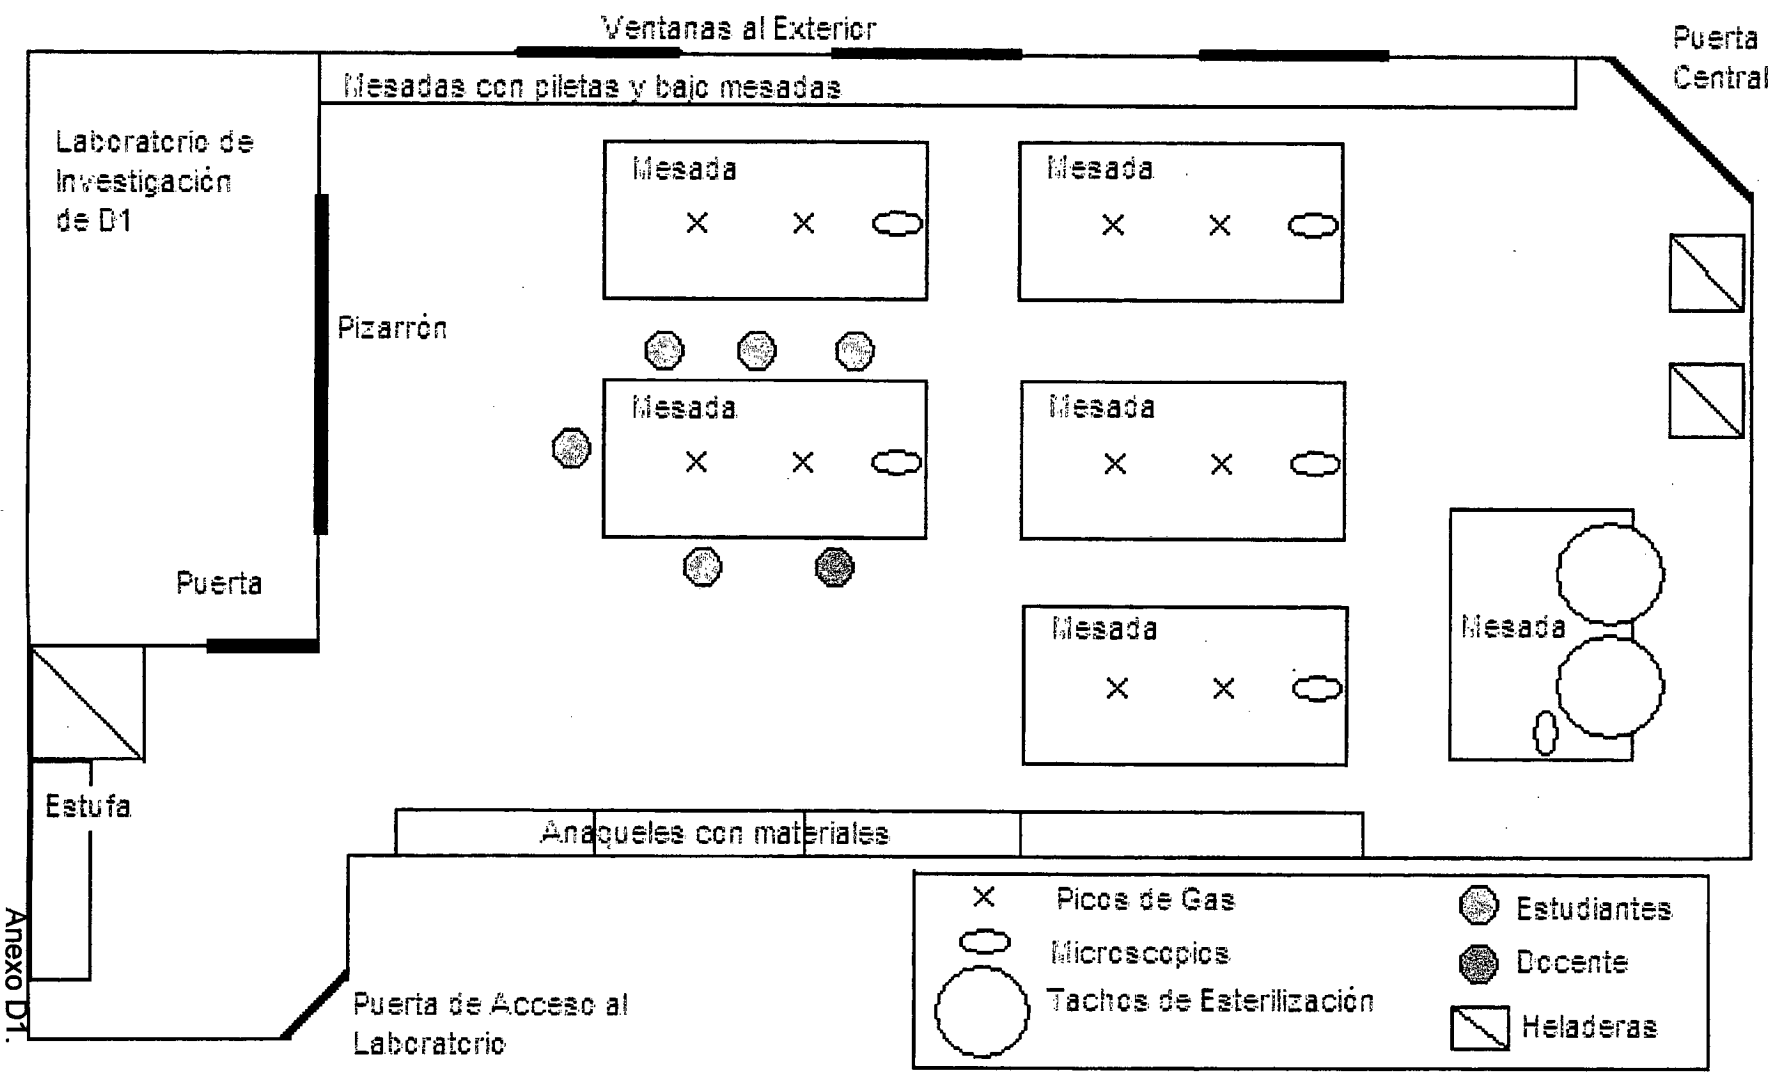 Ventanas al Exterior
Puerta
Central
Mesadas con piletas y bajo mesadas
Laboratorio de
Investigación
de D1
Mesada
Mesada
Pizarrón
Mesada
Mesada
Puerta
Mesada
Mesada
Estufa
Anaqueles con materiales
Picos de Gas
Estudiantes
Microscopios
Docente
Tachos de Esterilización
Heladeras
Puerta de Acceso al
Laboratorio
Anexo D1.